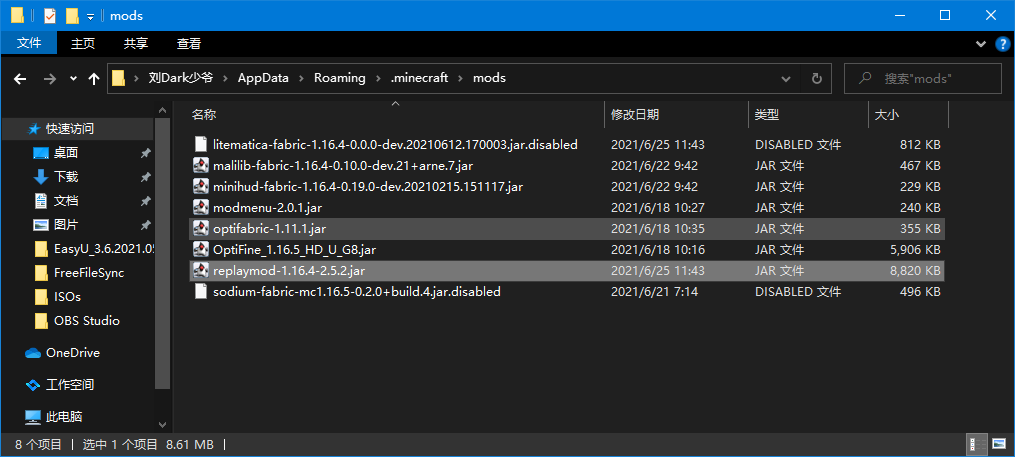 mods
文件 主页 共享 查看
刘Dark少爷 › AppData › Roaming › .minecraft › mods 搜索"mods"
名称 修改日期 类型 大小
快速访问
桌面
下载
文档
图片
EasyU_3.6.2021.05
FreeFileSync
ISOs
OBS Studio
OneDrive
工作空间
此电脑
litematica-fabric-1.16.4-0.0.0-dev.20210612.170003.jar.disabled 2021/6/25 11:43 DISABLED 文件 812 KB
malilib-fabric-1.16.4-0.10.0-dev.21+arne.7.jar 2021/6/22 9:42 JAR 文件 467 KB
minihud-fabric-1.16.4-0.19.0-dev.20210215.151117.jar 2021/6/22 9:42 JAR 文件 229 KB
modmenu-2.0.1.jar 2021/6/18 10:27 JAR 文件 240 KB
optifabric-1.11.1.jar 2021/6/18 10:35 JAR 文件 355 KB
OptiFine_1.16.5_HD_U_G8.jar 2021/6/18 10:16 JAR 文件 5,906 KB
replaymod-1.16.4-2.5.2.jar 2021/6/25 11:43 JAR 文件 8,820 KB
sodium-fabric-mc1.16.5-0.2.0+build.4.jar.disabled 2021/6/21 7:14 DISABLED 文件 496 KB
8 个项目 选中 1 个项目 8.61 MB